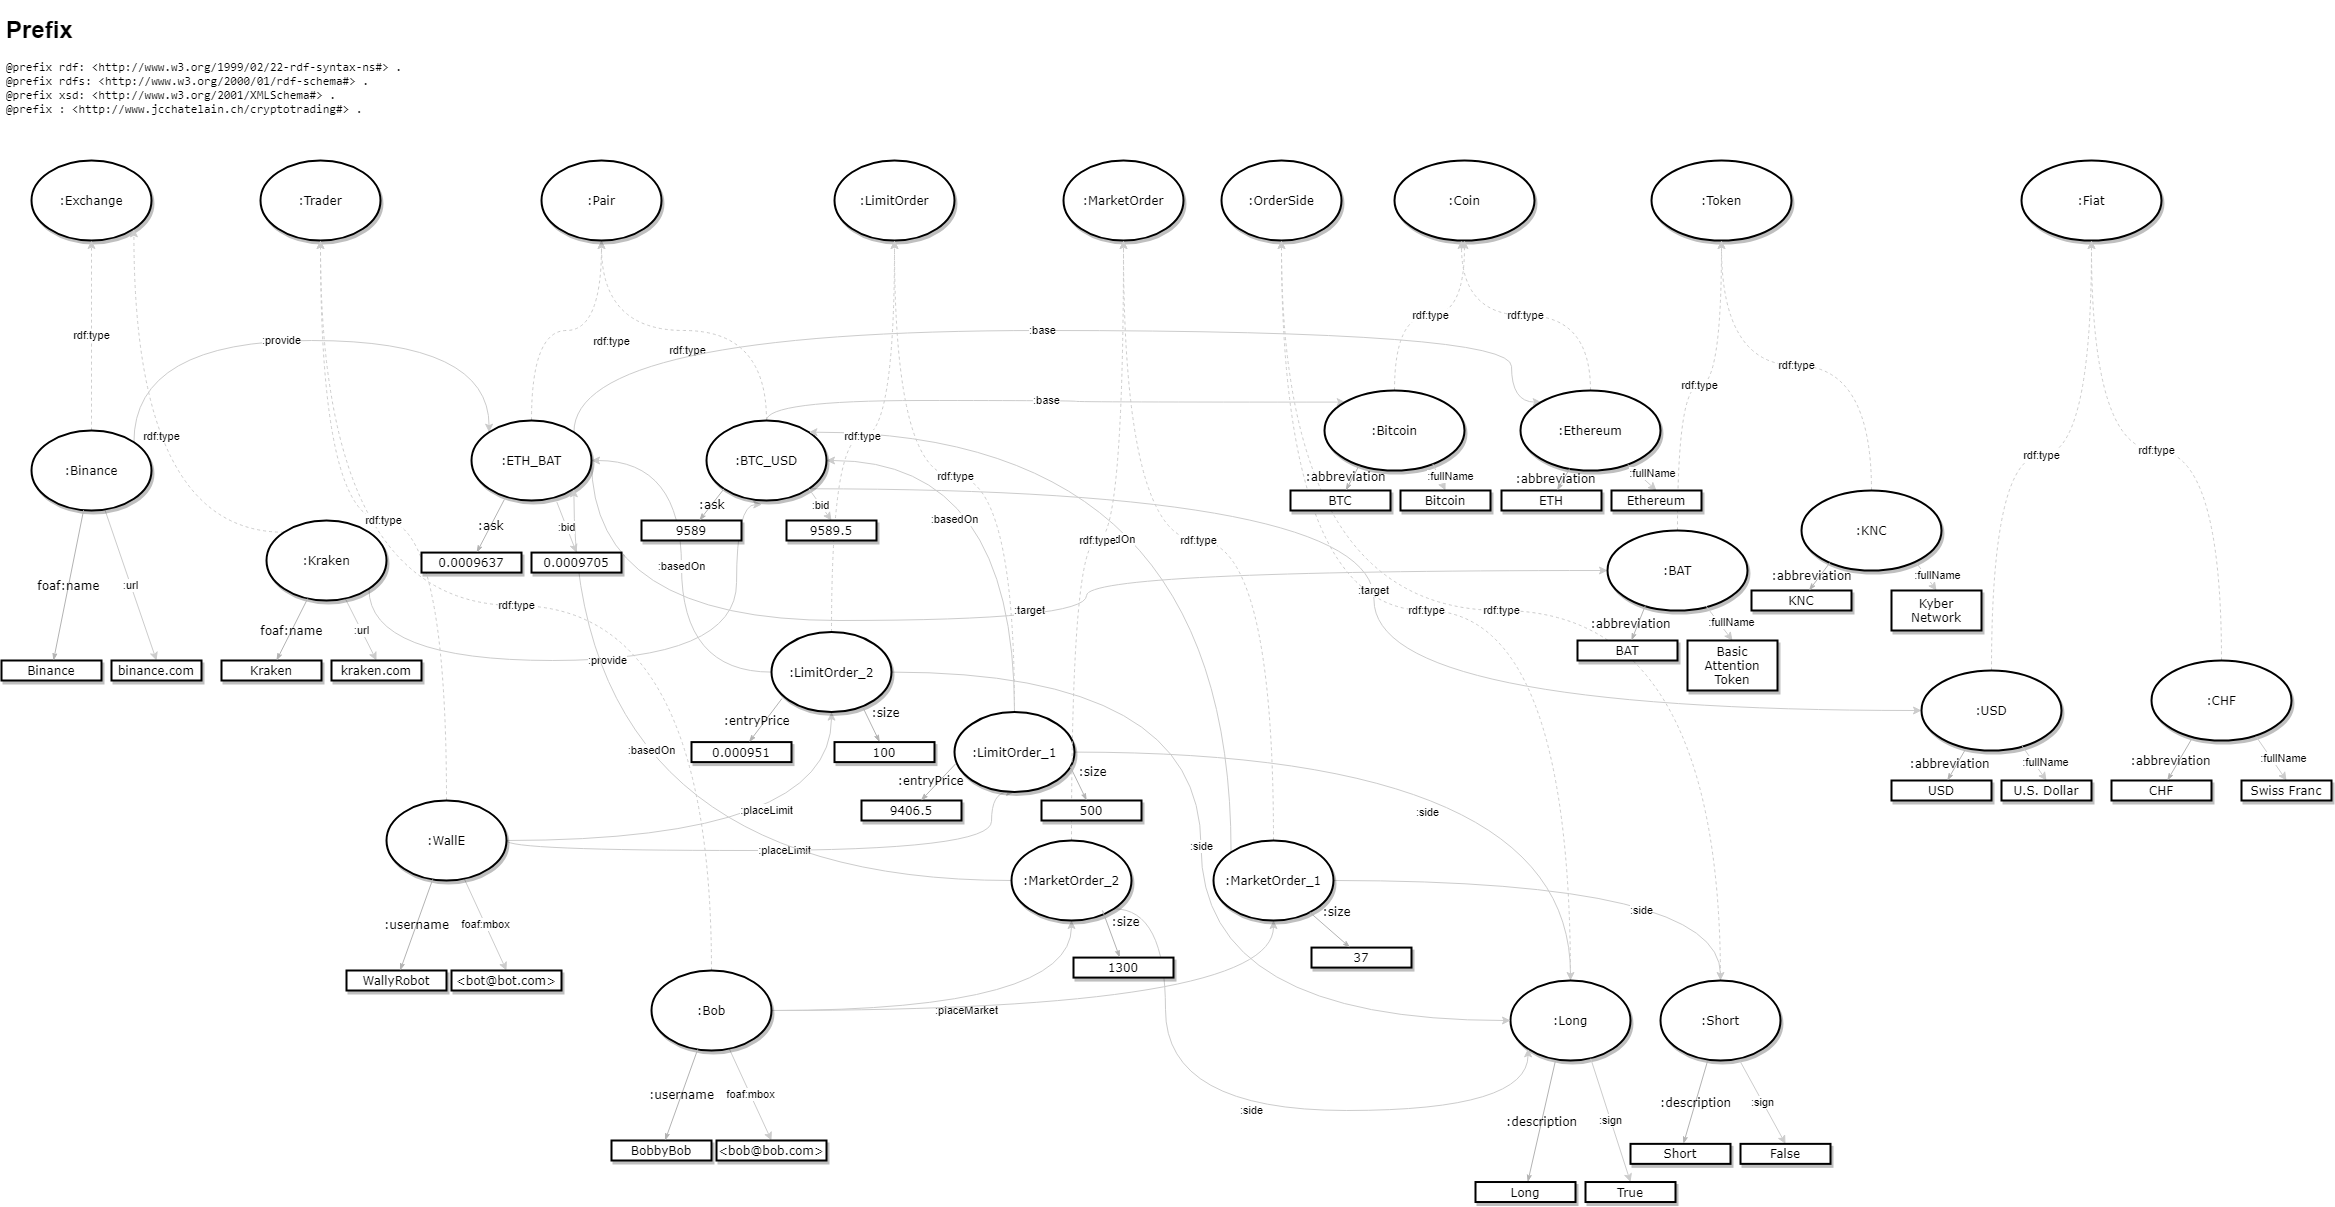 Prefix
@prefix rdf: <http://www.w3.org/1999/02/22-rdf-syntax-ns#> .
@prefix rdfs: <http://www.w3.org/2000/01/rdf-schema#> .
@prefix xsd: <http://www.w3.org/2001/XMLSchema#> .
@prefix : <http://www.jcchatelain.ch/cryptotrading#> .
:Exchange
:Trader
:Pair
:LimitOrder
:MarketOrder
:OrderSide
:Coin
:Token
:Fiat
rdf:type
rdf:type
:base
rdf:type
:provide
rdf:type
rdf:type
rdf:type
rdf:type
rdf:type
:base
:Bitcoin
:Ethereum
rdf:type
rdf:type
rdf:type
rdf:type
:Binance
:ETH_BAT
:BTC_USD
rdf:type
:abbreviation
:fullName
:abbreviation
:fullName
BTC
Bitcoin
ETH
Ethereum
:ask
:bid
rdf:type
:basedOn
:ask
:bid
9589
9589.5
:KNC
rdf:type
rdf:type
:Kraken
0.0009637
0.0009705
:basedOn
:BAT
:abbreviation
:fullName
foaf:name
:url
:target
KNC
Kyber
Network
rdf:type
:target
rdf:type
rdf:type
:abbreviation
:fullName
foaf:name
:url
BAT
Basic
Attention
Token
:provide
Binance
binance.com
Kraken
kraken.com
:LimitOrder_2
:USD
:CHF
:entryPrice
:size
:basedOn
0.000951
100
:LimitOrder_1
:abbreviation
:fullName
:abbreviation
:fullName
:entryPrice
:size
USD
U.S. Dollar
CHF
Swiss Franc
:placeLimit
9406.5
500
:side
:WallE
:placeLimit
:side
:MarketOrder_2
:MarketOrder_1
:size
:size
:side
:username
foaf:mbox
37
1300
WallyRobot
<bot@bot.com>
:Bob
:placeMarket
:Long
:Short
:username
foaf:mbox
:side
:description
:sign
:description
:sign
BobbyBob
<bob@bob.com>
Short
False
Long
True